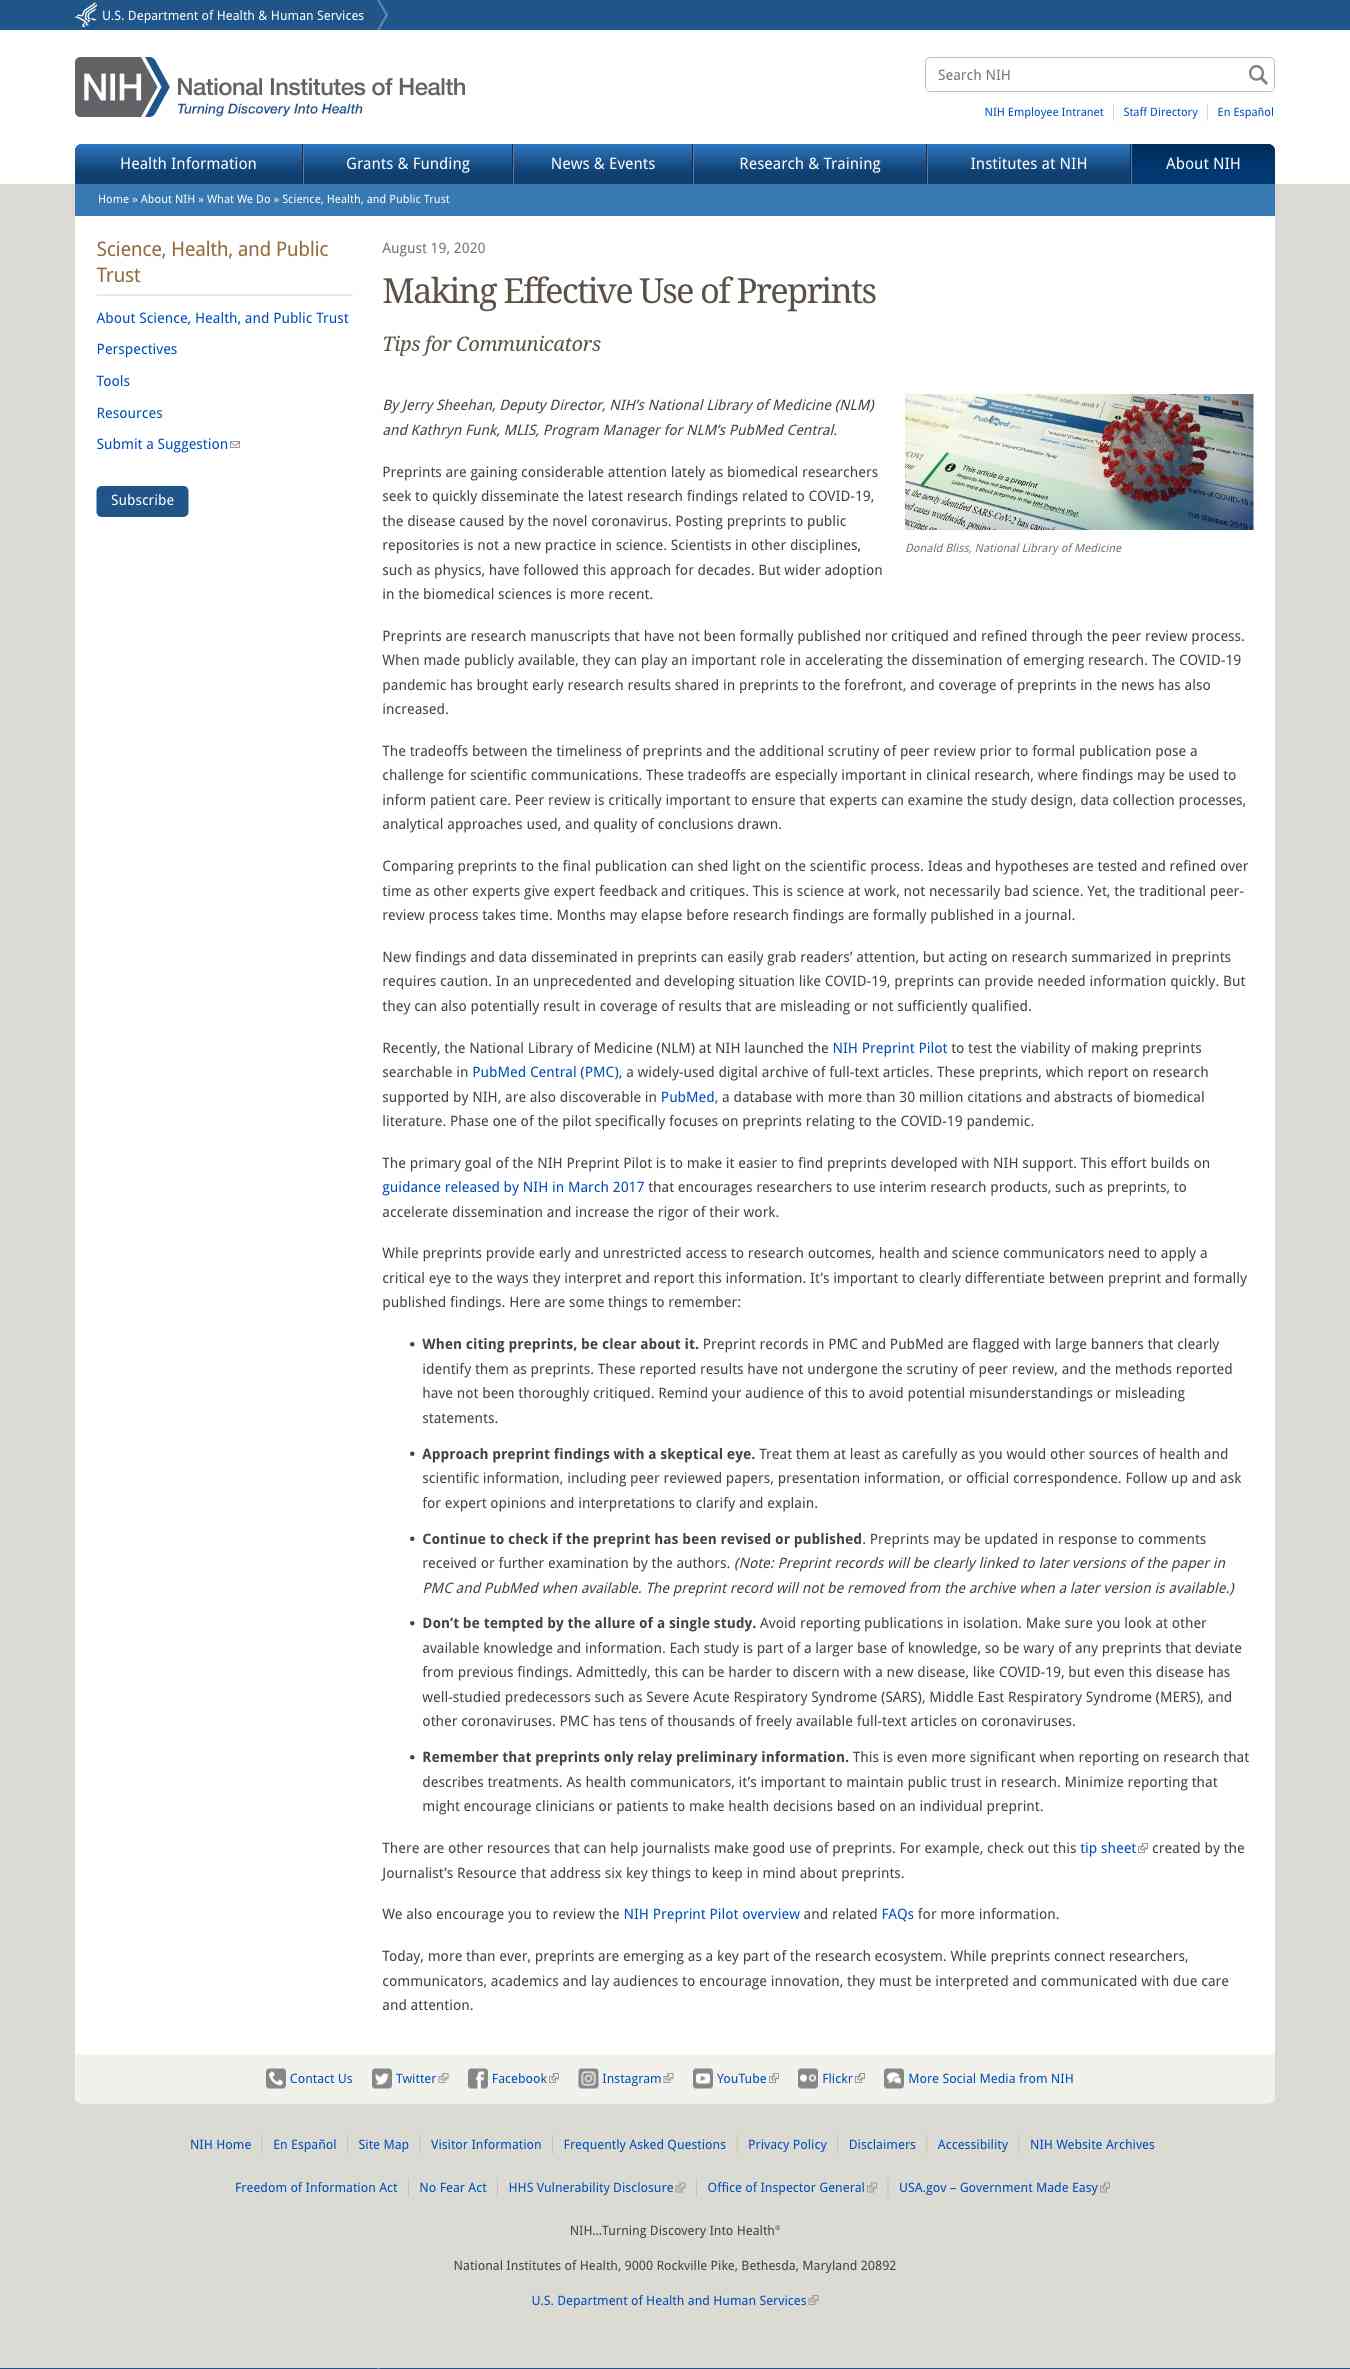 U.S. Department of Health & Human Services
NIH National Institutes of Health
Turning Discovery Into Health
Search NIH
NIH Employee Intranet
Staff Directory
En Español
Health Information
Grants & Funding
News & Events
Research & Training
Institutes at NIH
About NIH
Home » About NIH » What We Do » Science, Health, and Public Trust
Science, Health, and Public
Trust
About Science, Health, and Public Trust
Perspectives
Tools
Resources
Submit a Suggestion
Subscribe
August 19, 2020
Making Effective Use of Preprints
Tips for Communicators
By Jerry Sheehan, Deputy Director, NIH’s National Library of Medicine (NLM)
and Kathryn Funk, MLIS, Program Manager for NLM’s PubMed Central.
PubMed.gov
This article is a preprint
Donald Bliss, National Library of Medicine
Preprints are gaining considerable attention lately as biomedical researchers
seek to quickly disseminate the latest research findings related to COVID-19,
the disease caused by the novel coronavirus. Posting preprints to public
repositories is not a new practice in science. Scientists in other disciplines,
such as physics, have followed this approach for decades. But wider adoption
in the biomedical sciences is more recent.
Preprints are research manuscripts that have not been formally published nor critiqued and refined through the peer review process.
When made publicly available, they can play an important role in accelerating the dissemination of emerging research. The COVID-19
pandemic has brought early research results shared in preprints to the forefront, and coverage of preprints in the news has also
increased.
The tradeoffs between the timeliness of preprints and the additional scrutiny of peer review prior to formal publication pose a
challenge for scientific communications. These tradeoffs are especially important in clinical research, where findings may be used to
inform patient care. Peer review is critically important to ensure that experts can examine the study design, data collection processes,
analytical approaches used, and quality of conclusions drawn.
Comparing preprints to the final publication can shed light on the scientific process. Ideas and hypotheses are tested and refined over
time as other experts give expert feedback and critiques. This is science at work, not necessarily bad science. Yet, the traditional peer-
review process takes time. Months may elapse before research findings are formally published in a journal.
New findings and data disseminated in preprints can easily grab readers’ attention, but acting on research summarized in preprints
requires caution. In an unprecedented and developing situation like COVID-19, preprints can provide needed information quickly. But
they can also potentially result in coverage of results that are misleading or not sufficiently qualified.
Recently, the National Library of Medicine (NLM) at NIH launched the NIH Preprint Pilot to test the viability of making preprints
searchable in PubMed Central (PMC), a widely-used digital archive of full-text articles. These preprints, which report on research
supported by NIH, are also discoverable in PubMed, a database with more than 30 million citations and abstracts of biomedical
literature. Phase one of the pilot specifically focuses on preprints relating to the COVID-19 pandemic.
The primary goal of the NIH Preprint Pilot is to make it easier to find preprints developed with NIH support. This effort builds on
guidance released by NIH in March 2017 that encourages researchers to use interim research products, such as preprints, to
accelerate dissemination and increase the rigor of their work.
While preprints provide early and unrestricted access to research outcomes, health and science communicators need to apply a
critical eye to the ways they interpret and report this information. It’s important to clearly differentiate between preprint and formally
published findings. Here are some things to remember:
• When citing preprints, be clear about it. Preprint records in PMC and PubMed are flagged with large banners that clearly
identify them as preprints. These reported results have not undergone the scrutiny of peer review, and the methods reported
have not been thoroughly critiqued. Remind your audience of this to avoid potential misunderstandings or misleading
statements.
• Approach preprint findings with a skeptical eye. Treat them at least as carefully as you would other sources of health and
scientific information, including peer reviewed papers, presentation information, or official correspondence. Follow up and ask
for expert opinions and interpretations to clarify and explain.
• Continue to check if the preprint has been revised or published. Preprints may be updated in response to comments
received or further examination by the authors. (Note: Preprint records will be clearly linked to later versions of the paper in
PMC and PubMed when available. The preprint record will not be removed from the archive when a later version is available.)
• Don’t be tempted by the allure of a single study. Avoid reporting publications in isolation. Make sure you look at other
available knowledge and information. Each study is part of a larger base of knowledge, so be wary of any preprints that deviate
from previous findings. Admittedly, this can be harder to discern with a new disease, like COVID-19, but even this disease has
well-studied predecessors such as Severe Acute Respiratory Syndrome (SARS), Middle East Respiratory Syndrome (MERS), and
other coronaviruses. PMC has tens of thousands of freely available full-text articles on coronaviruses.
• Remember that preprints only relay preliminary information. This is even more significant when reporting on research that
describes treatments. As health communicators, it’s important to maintain public trust in research. Minimize reporting that
might encourage clinicians or patients to make health decisions based on an individual preprint.
There are other resources that can help journalists make good use of preprints. For example, check out this tip sheet created by the
Journalist’s Resource that address six key things to keep in mind about preprints.
We also encourage you to review the NIH Preprint Pilot overview and related FAQs for more information.
Today, more than ever, preprints are emerging as a key part of the research ecosystem. While preprints connect researchers,
communicators, academics and lay audiences to encourage innovation, they must be interpreted and communicated with due care
and attention.
Contact Us
Twitter
Facebook
Instagram
YouTube
Flickr
More Social Media from NIH
NIH Home
En Español
Site Map
Visitor Information
Frequently Asked Questions
Privacy Policy
Disclaimers
Accessibility
NIH Website Archives
Freedom of Information Act
No Fear Act
HHS Vulnerability Disclosure
Office of Inspector General
USA.gov – Government Made Easy
NIH…Turning Discovery Into Health®
National Institutes of Health, 9000 Rockville Pike, Bethesda, Maryland 20892
U.S. Department of Health and Human Services